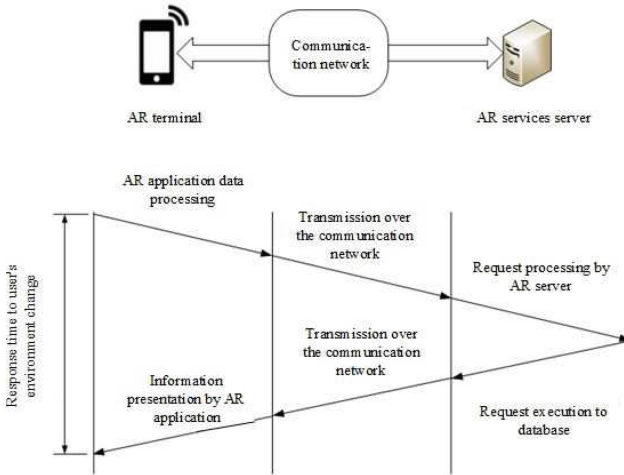 Communica-
tion network
AR terminal
AR services server
AR application data
processing
Transmission over
the communication
network
Request processing by
AR server
Response time to user's
environment change
Transmission over
the communication
network
Information
presentation by AR
application
Request execution to
database